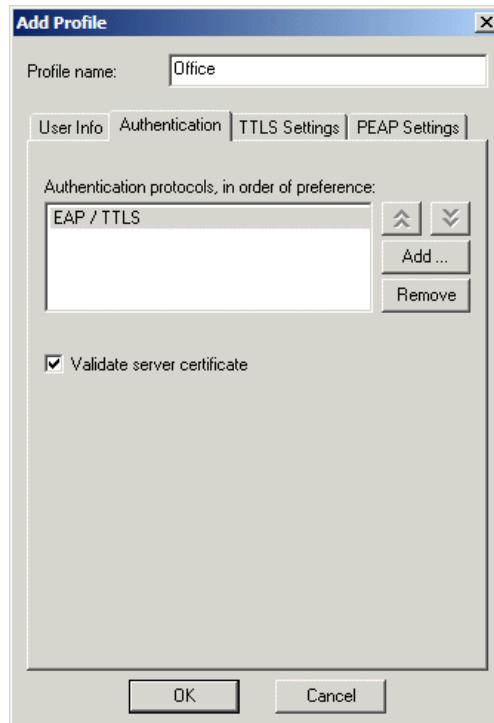 Add Profile
Profile name: Office
User Info Authentication TTLS Settings PEAP Settings
Authentication protocols, in order of preference:
EAP / TTLS
Add ...
Remove
Validate server certificate
OK Cancel